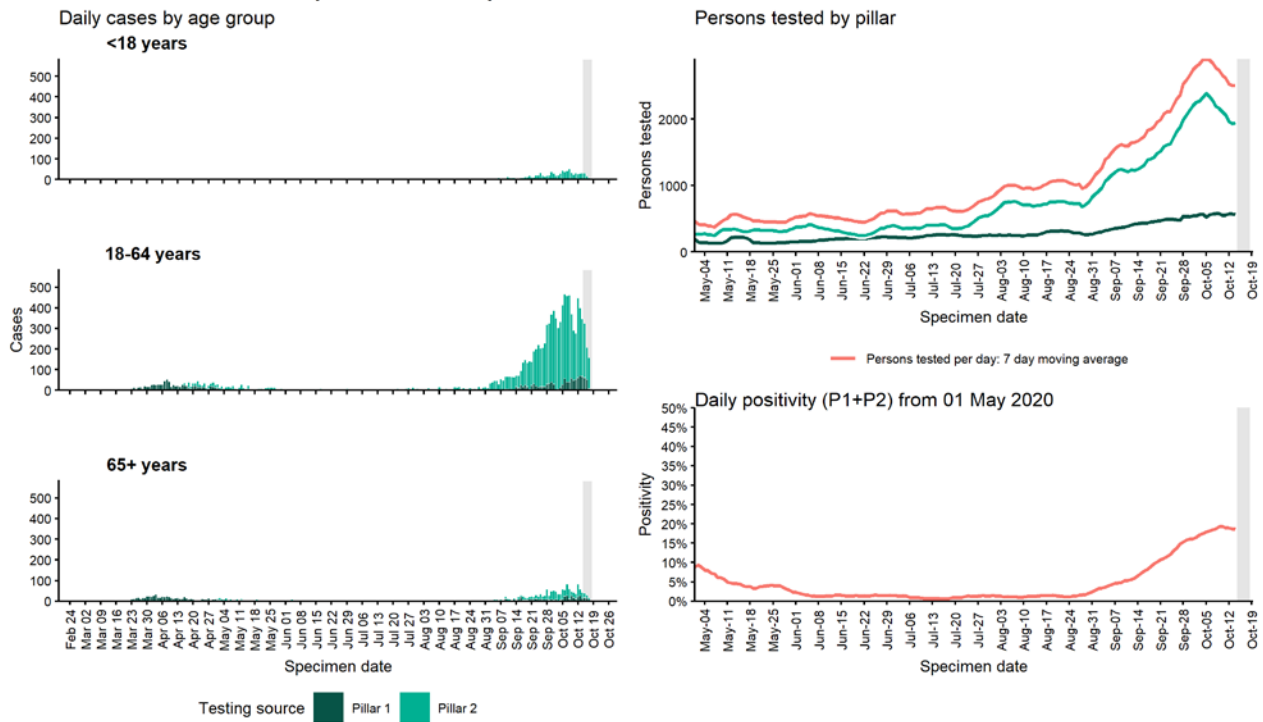 Daily cases by age group
<18 years
500
400
300
200
100
0
18-64 years
500
400
300
200
100
0
Cases
65+ years
500
400
300
200
100
0
Feb 24
Mar 02
Mar 09
Mar 16
Mar 23
Mar 30
Apr 06
Apr 13
Apr 20
Apr 27
May 04
May 11
May 18
May 25
Jun 01
Jun 08
Jun 15
Jun 22
Jun 29
Jul 06
Jul 13
Jul 20
Jul 27
Aug 03
Aug 10
Aug 17
Aug 24
Aug 31
Sep 07
Sep 14
Sep 21
Sep 28
Oct 05
Oct 12
Oct 19
Oct 26
Specimen date
Testing source Pillar 1 Pillar 2
Persons tested by pillar
Persons tested
2000
1000
0
May-04
May-11
May-18
May-25
Jun-01
Jun-08
Jun-15
Jun-22
Jun-29
Jul-06
Jul-13
Jul-20
Jul-27
Aug-03
Aug-10
Aug-17
Aug-24
Aug-31
Sep-07
Sep-14
Sep-21
Sep-28
Oct-05
Oct-12
Oct-19
Specimen date
Persons tested per day: 7 day moving average
Daily positivity (P1+P2) from 01 May 2020
Positivity
50%
45%
40%
35%
30%
25%
20%
15%
10%
5%
0%
May-04
May-11
May-18
May-25
Jun-01
Jun-08
Jun-15
Jun-22
Jun-29
Jul-06
Jul-13
Jul-20
Jul-27
Aug-03
Aug-10
Aug-17
Aug-24
Aug-31
Sep-07
Sep-14
Sep-21
Sep-28
Oct-05
Oct-12
Oct-19
Specimen date